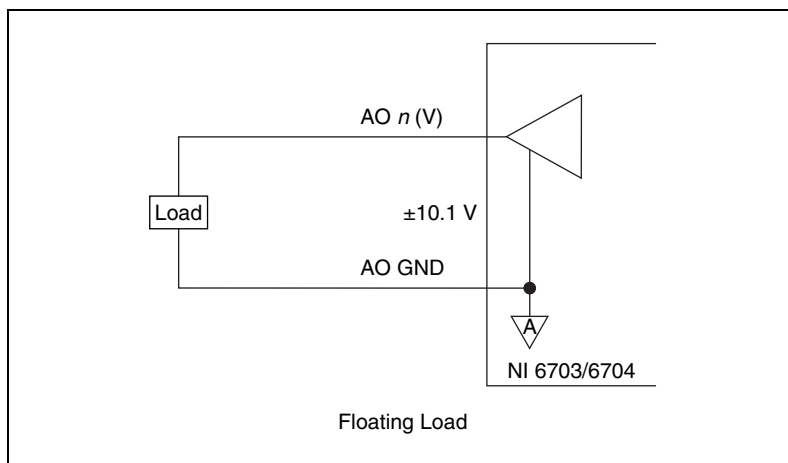 AO n (V)
Load
±10.1 V
AO GND
A
NI 6703/6704
Floating Load